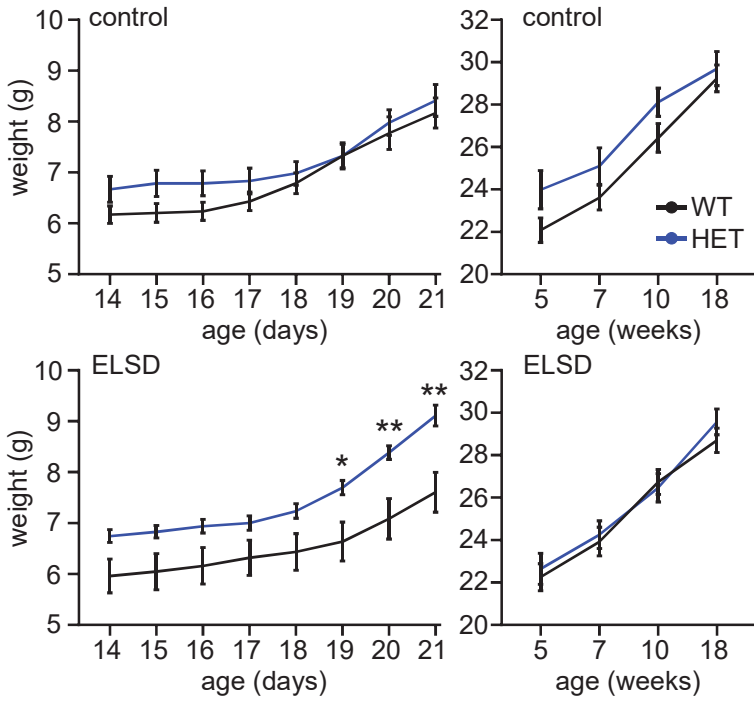 control
weight (g)
10
9
8
7
6
5
14 15 16 17 18 19 20 21
age (days)
control
32
30
28
26
24
22
20
WT
HET
5 7 10 18
age (weeks)
ELSD
weight (g)
10
9
8
7
6
5
* ** **
14 15 16 17 18 19 20 21
age (days)
ELSD
32
30
28
26
24
22
20
5 7 10 18
age (weeks)